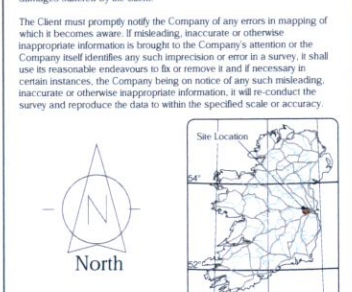 damages suffered by the Client.
The Client must promptly notify the Company of any errors in mapping of
which it becomes aware. If misleading, inaccurate or otherwise
inappropriate information is brought to the Company's attention or the
Company itself identifies any such imprecision or error in a survey, it shall
use its reasonable endeavours to fix or remove it and if necessary in
certain instances, the Company being on notice of any such misleading,
inaccurate or otherwise inappropriate information, it will re-conduct the
survey and reproduce the data to within the specified scale or accuracy.
Site Location
54°
N
52°
North